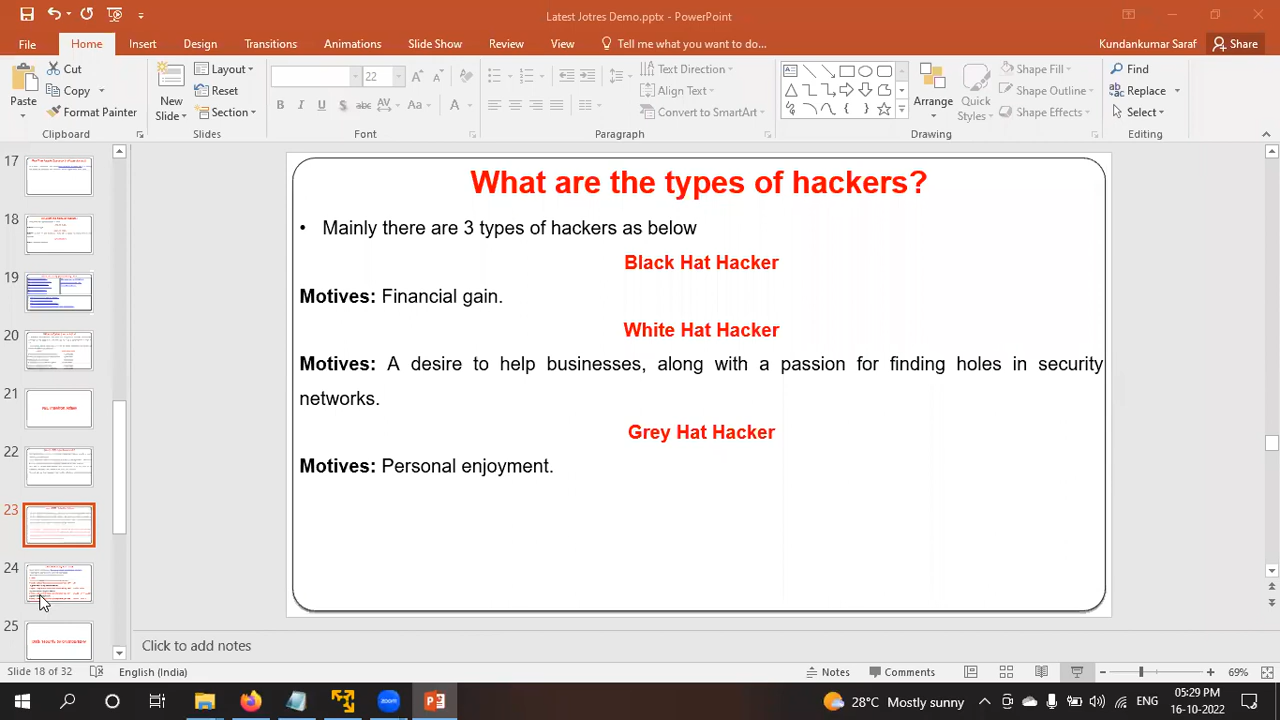 Latest Jotres Demo.pptx - PowerPoint
File Home Insert Design Transitions Animations Slide Show Review View Tell me what you want to do... Kundankumar Saraf Share
Paste
Cut
Copy
Format Painter
Clipboard
New Slide
Layout
Reset
Section
Slides
22
Font
Text Direction
Align Text
Convert to SmartArt
Paragraph
Arrange
Quick Styles
Shape Fill
Shape Outline
Shape Effects
Drawing
Find
Replace
Select
Editing
17
18
19
20
21
22
23
24
25
What are the types of hackers?
• Mainly there are 3 types of hackers as below
Black Hat Hacker
Motives: Financial gain.
White Hat Hacker
Motives: A desire to help businesses, along with a passion for finding holes in security
networks.
Grey Hat Hacker
Motives: Personal enjoyment.
Click to add notes
Slide 18 of 32 English (India) Notes Comments 69%
zoom
28°C Mostly sunny ENG 05:29 PM
16-10-2022